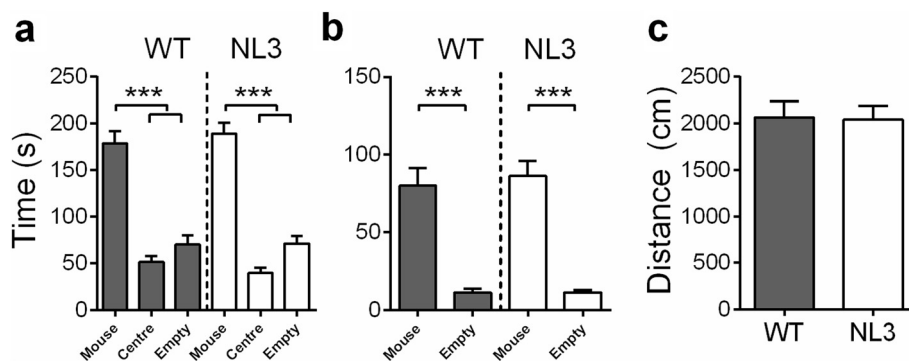 a
WT NL3
Time (s)
250
200
150
100
50
0
*** ***
Mouse Centre Empty Mouse Centre Empty
b
WT NL3
150
100
50
0
*** ***
Mouse Empty Mouse Empty
c
Distance (cm)
3000
2500
2000
1500
1000
500
0
WT NL3